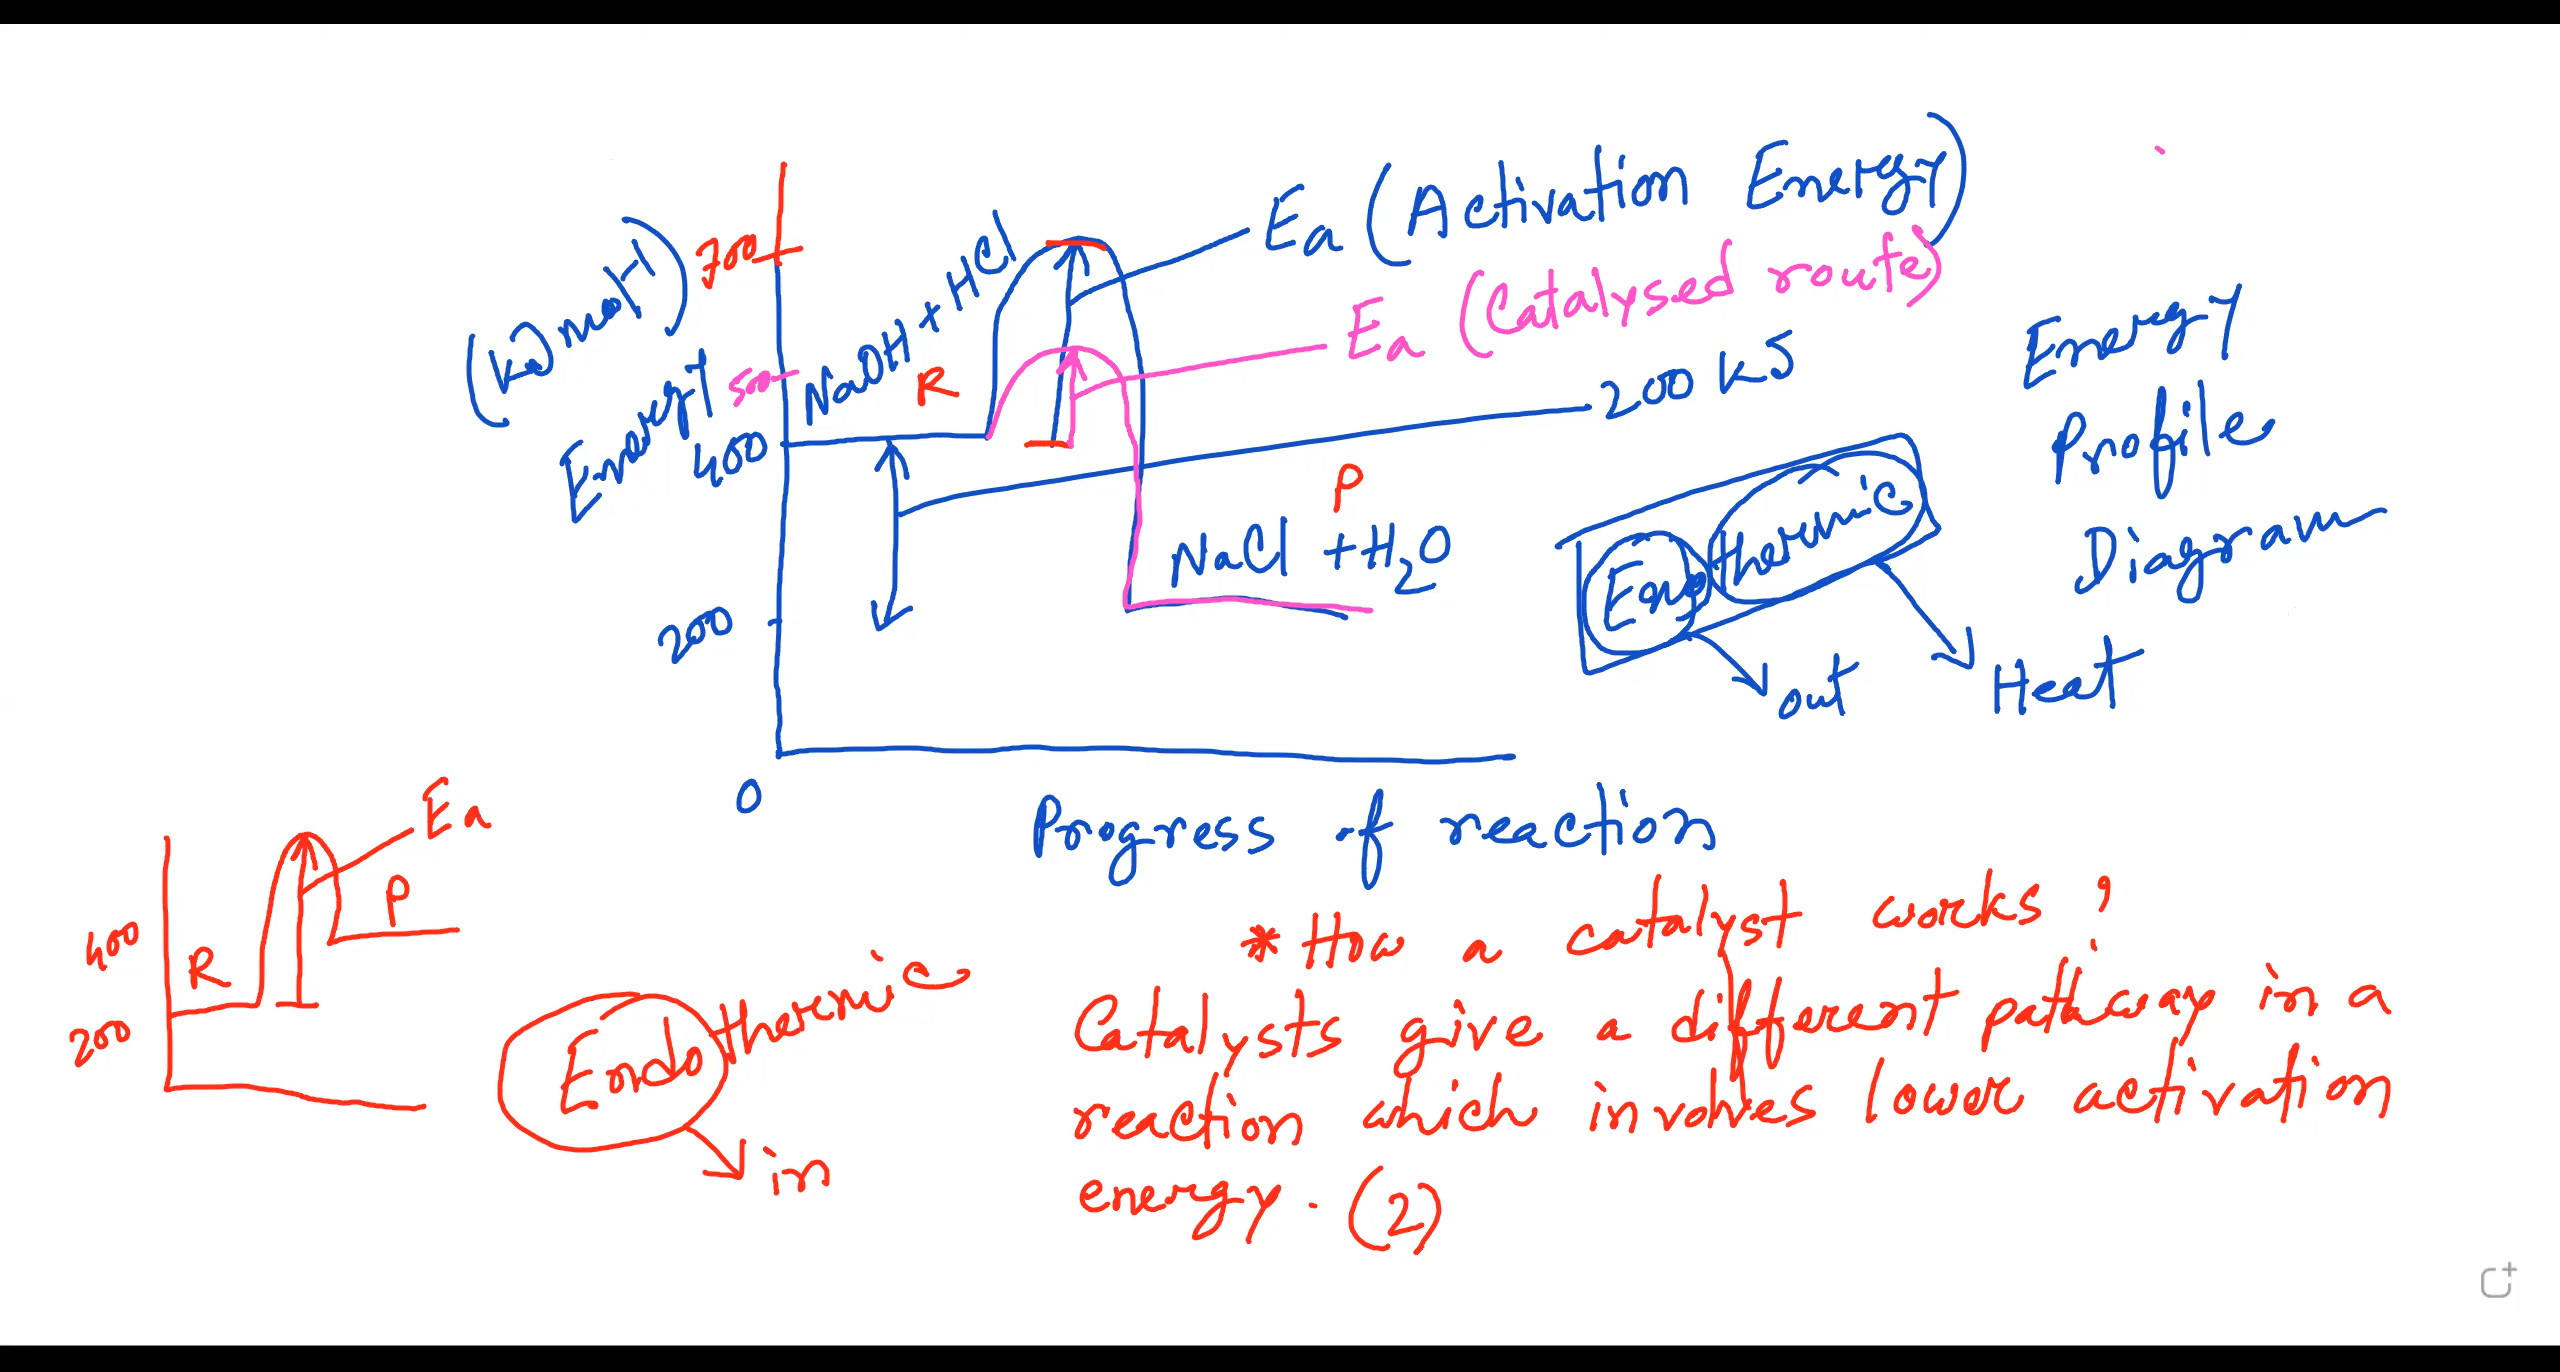 Ea (Activation Energy)
Ea (Catalysed route)
200 kJ
(kJ mol-1)
Energy
700
500
400
200
0
NaOH + HCl
R
P
NaCl + H2O
Progress of reaction
Energy
Profile
Diagram
thermic
out
Heat
Ea
P
R
400
200
Endothermic
in
* How a catalyst works?
Catalysts give a different pathway in a
reaction which involves lower activation
energy. (2)